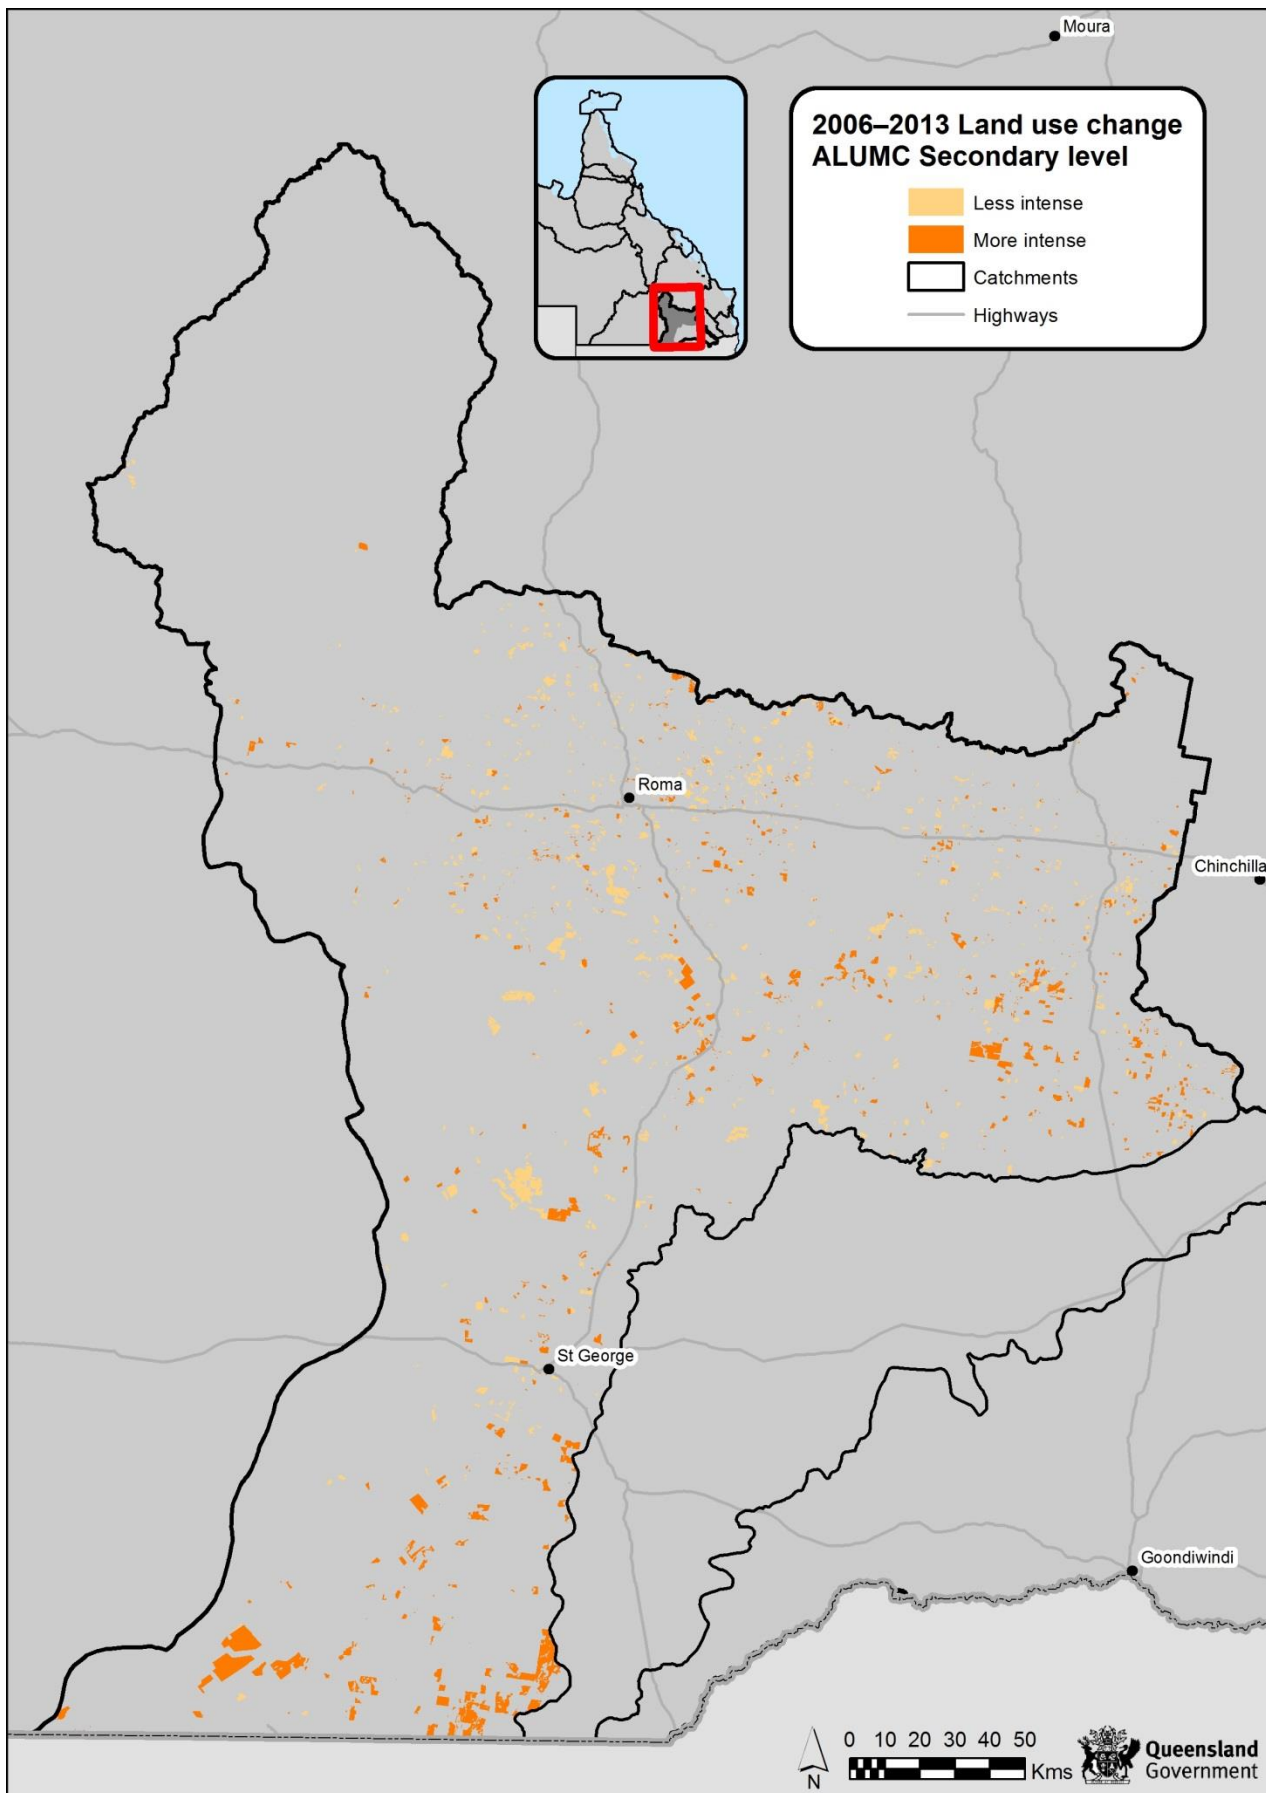 Moura
2006–2013 Land use change
ALUMC Secondary level
Less intense
More intense
Catchments
Highways
Roma
Chinchilla
St George
Goondiwindi
0 10 20 30 40 50
Kms
N
Queensland
Government